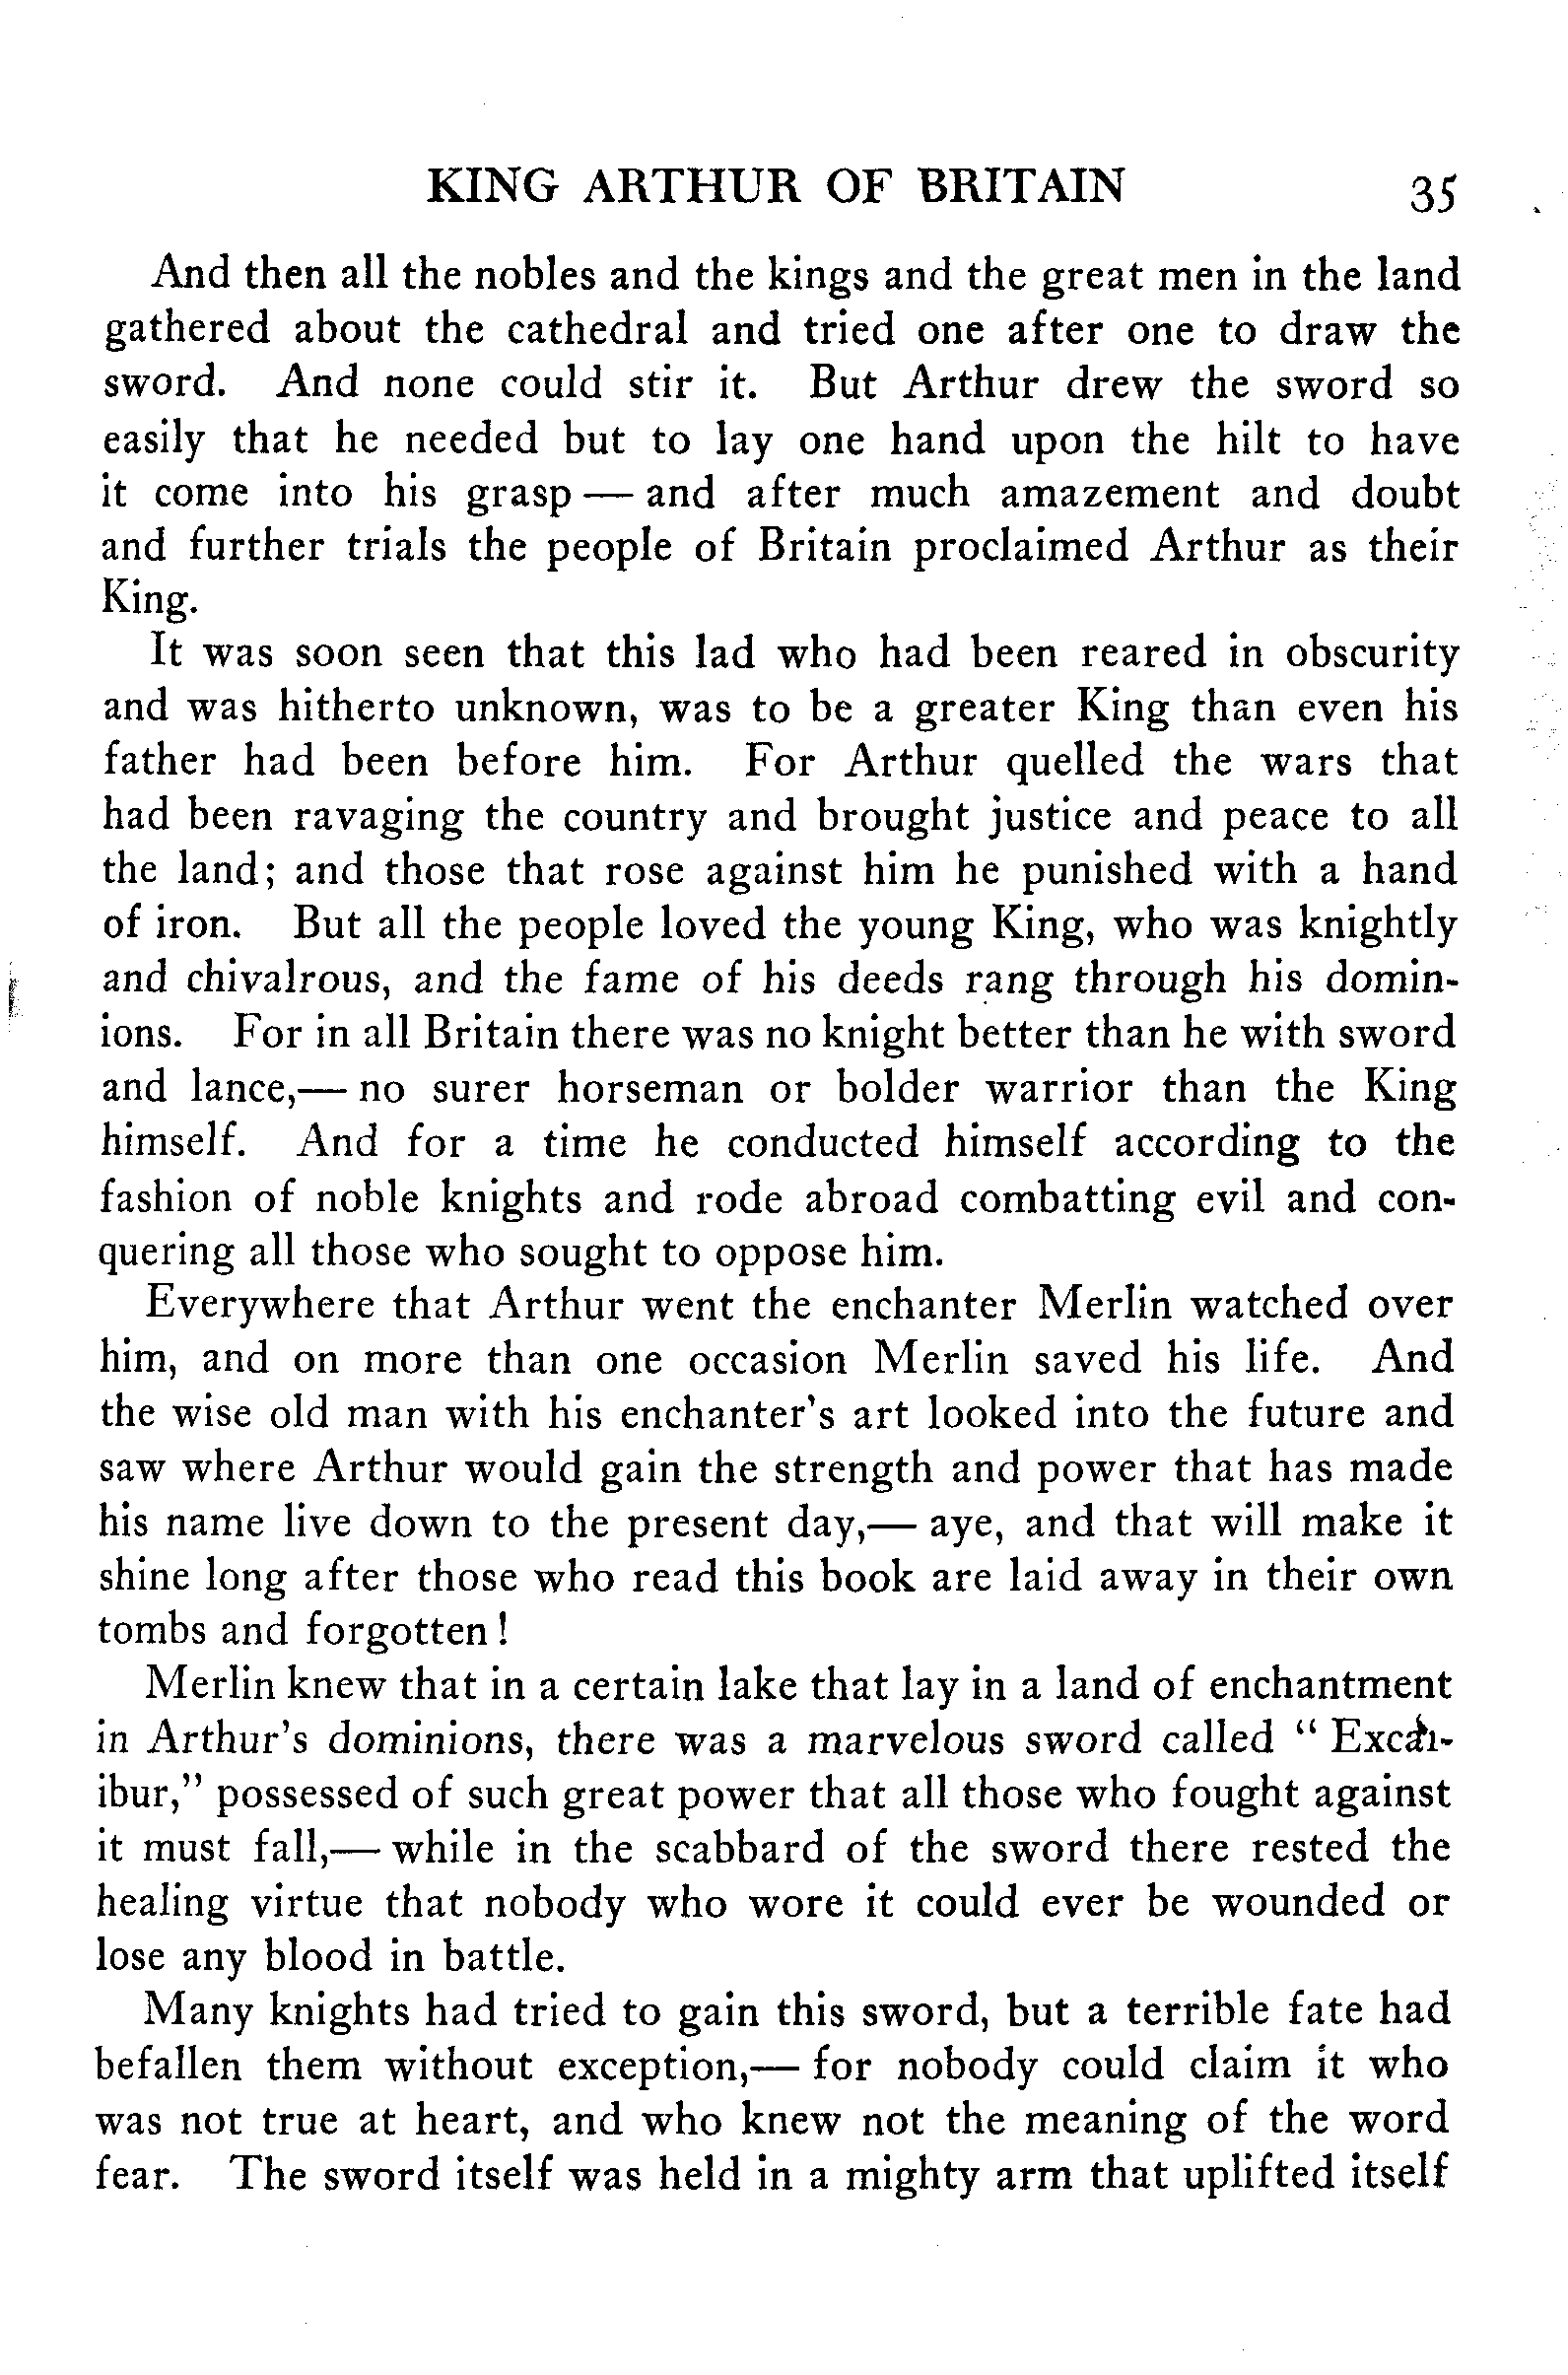 KING ARTHUR OF BRITAIN 35
And then all the nobles and the kings and the great men in the land
gathered about the cathedral and tried one after one to draw the
sword. And none could stir it. But Arthur drew the sword so
easily that he needed but to lay one hand upon the hilt to have
it come into his grasp — and after much amazement and doubt
and further trials the people of Britain proclaimed Arthur as their
King.
It was soon seen that this lad who had been reared in obscurity
and was hitherto unknown, was to be a greater King than even his
father had been before him. For Arthur quelled the wars that
had been ravaging the country and brought justice and peace to all
the land; and those that rose against him he punished with a hand
of iron. But all the people loved the young King, who was knightly
and chivalrous, and the fame of his deeds rang through his domin-
ions. For in all Britain there was no knight better than he with sword
and lance,— no surer horseman or bolder warrior than the King
himself. And for a time he conducted himself according to the
fashion of noble knights and rode abroad combatting evil and con-
quering all those who sought to oppose him.
Everywhere that Arthur went the enchanter Merlin watched over
him, and on more than one occasion Merlin saved his life. And
the wise old man with his enchanter's art looked into the future and
saw where Arthur would gain the strength and power that has made
his name live down to the present day,— aye, and that will make it
shine long after those who read this book are laid away in their own
tombs and forgotten !
Merlin knew that in a certain lake that lay in a land of enchantment
in Arthur's dominions, there was a marvelous sword called " Excal-
ibur," possessed of such great power that all those who fought against
it must fall,— while in the scabbard of the sword there rested the
healing virtue that nobody who wore it could ever be wounded or
lose any blood in battle.
Many knights had tried to gain this sword, but a terrible fate had
befallen them without exception,— for nobody could claim it who
was not true at heart, and who knew not the meaning of the word
fear. The sword itself was held in a mighty arm that uplifted itself